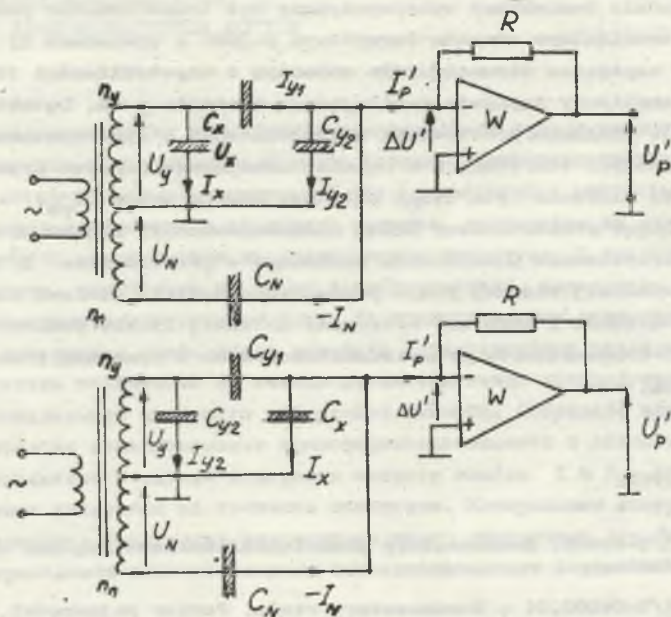 R
n_y I_y1 I_p'
C_x C_y2 ΔU' W
U_y U_x U_p'
I_x I_y2
~
U_N
C_N
n_n -I_N
R
n_y C_y1 I_p'
C_y2 C_x ΔU' W
U_y U_p'
I_y2 I_x
~
U_N
n_n
C_N -I_N